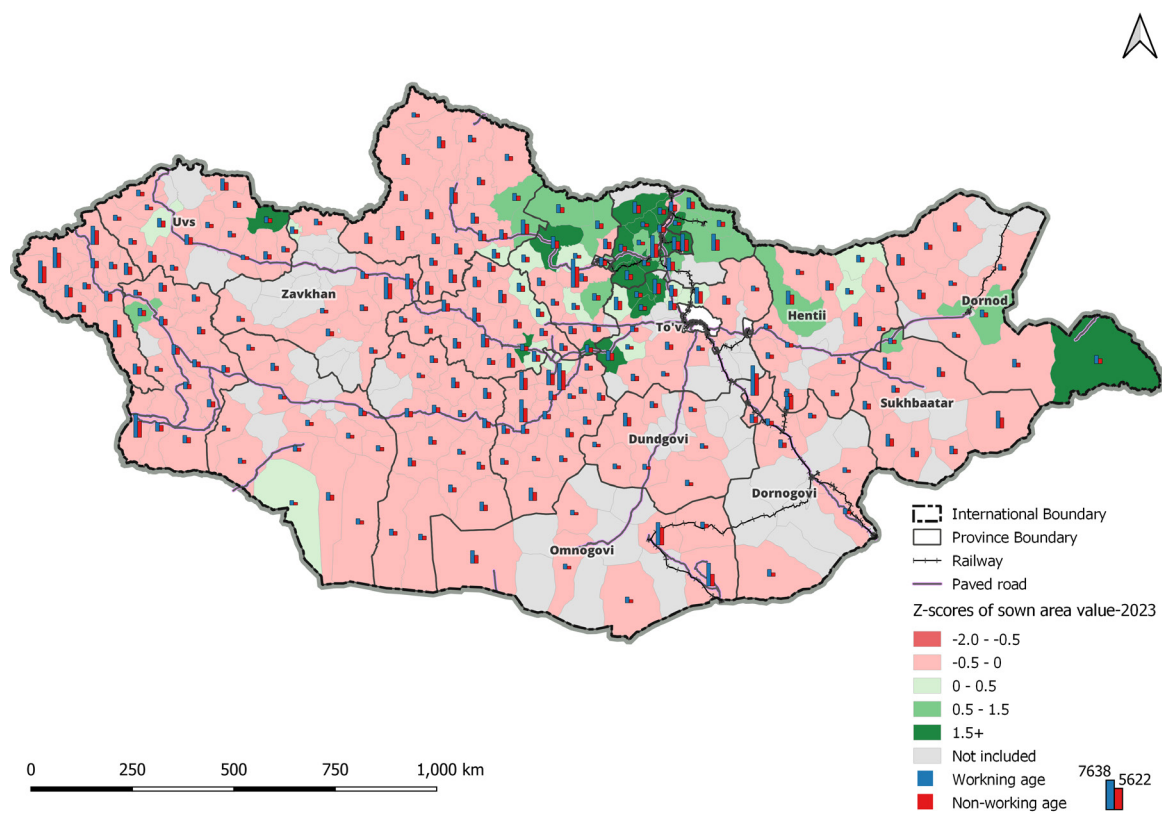 Uvs
Zavkhan
To'v
Hentii
Dornod
Sukhbaatar
Dundgovi
Dornogovi
Omnogovi
International Boundary
Province Boundary
Railway
Paved road
Z-scores of sown area value-2023
-2.0 - -0.5
-0.5 - 0
0 - 0.5
0.5 - 1.5
1.5+
Not included
Workning age
Non-working age
7638
5622
0 250 500 750 1,000 km